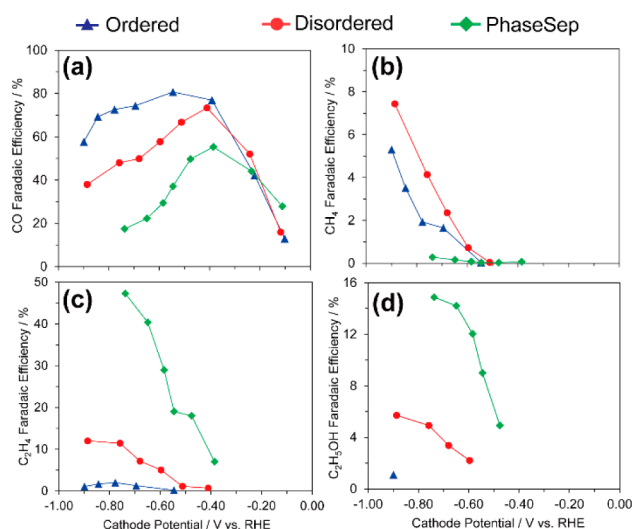 Ordered Disordered PhaseSep
(a)
CO Faradaic Efficiency / %
100
80
60
40
20
0
(b)
CH₄ Faradaic Efficiency / %
8
6
4
2
0
(c)
C₂H₄ Faradaic Efficiency / %
50
40
30
20
10
0
-1.00 -0.80 -0.60 -0.40 -0.20 0.00
Cathode Potential / V vs. RHE
(d)
C₂H₅OH Faradaic Efficiency / %
16
12
8
4
0
-1.00 -0.80 -0.60 -0.40 -0.20 0.00
Cathode Potential / V vs. RHE